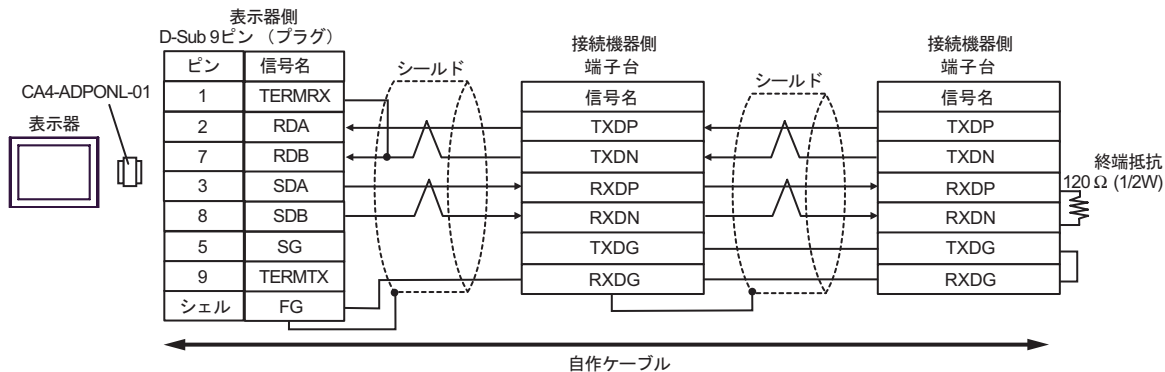 表示器側
D-Sub 9ピン （プラグ）
ピン 信号名
1 TERMRX
2 RDA
7 RDB
3 SDA
8 SDB
5 SG
9 TERMTX
シェル FG
CA4-ADPONL-01
表示器
シールド
接続機器側
端子台
信号名
TXDP
TXDN
RXDP
RXDN
TXDG
RXDG
シールド
接続機器側
端子台
信号名
TXDP
TXDN
RXDP
RXDN
TXDG
RXDG
終端抵抗
120 Ω (1/2W)
自作ケーブル